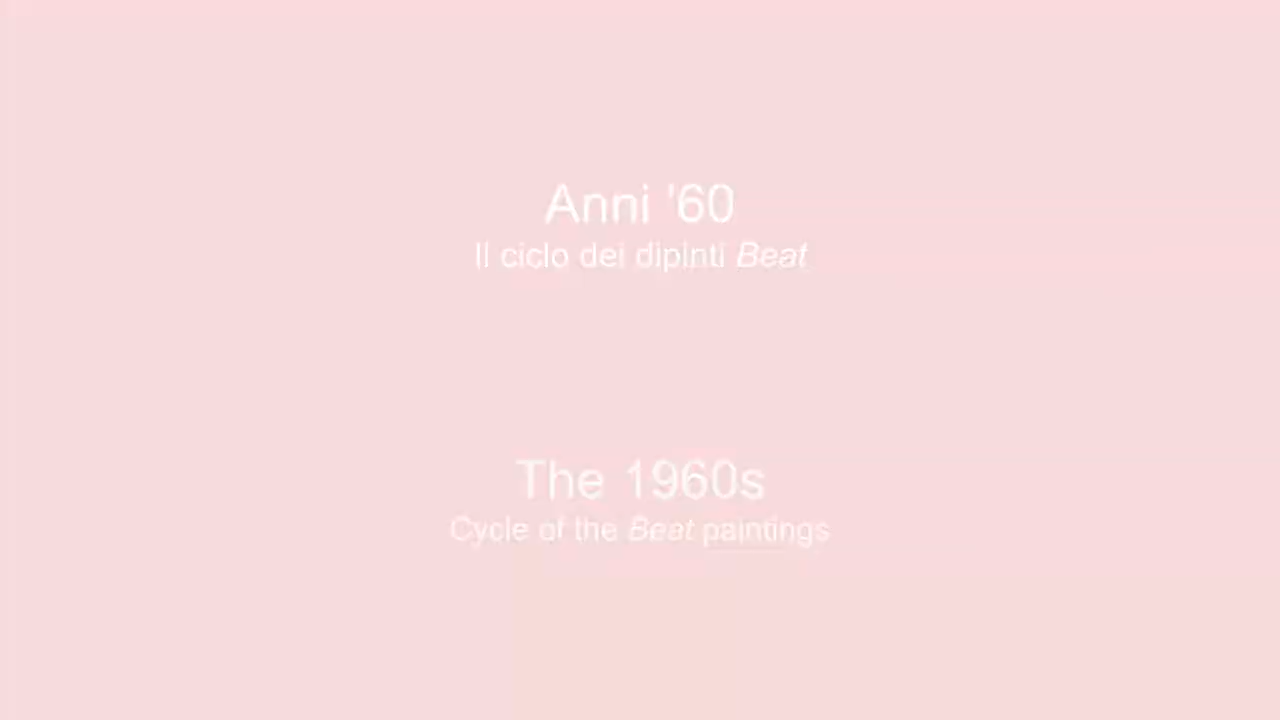 Anni '60
Il ciclo dei dipinti Beat
The 1960s
Cycle of the Beat paintings